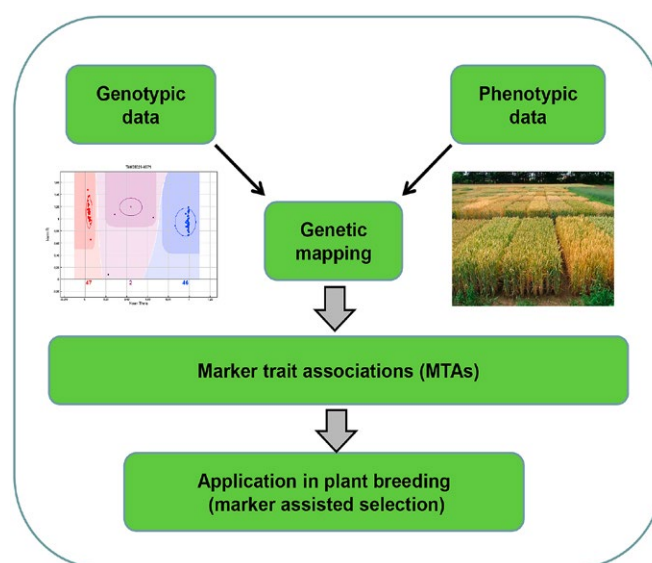 Genotypic
data
Phenotypic
data
Genetic
mapping
47
2
46
Marker trait associations (MTAs)
Application in plant breeding
(marker assisted selection)